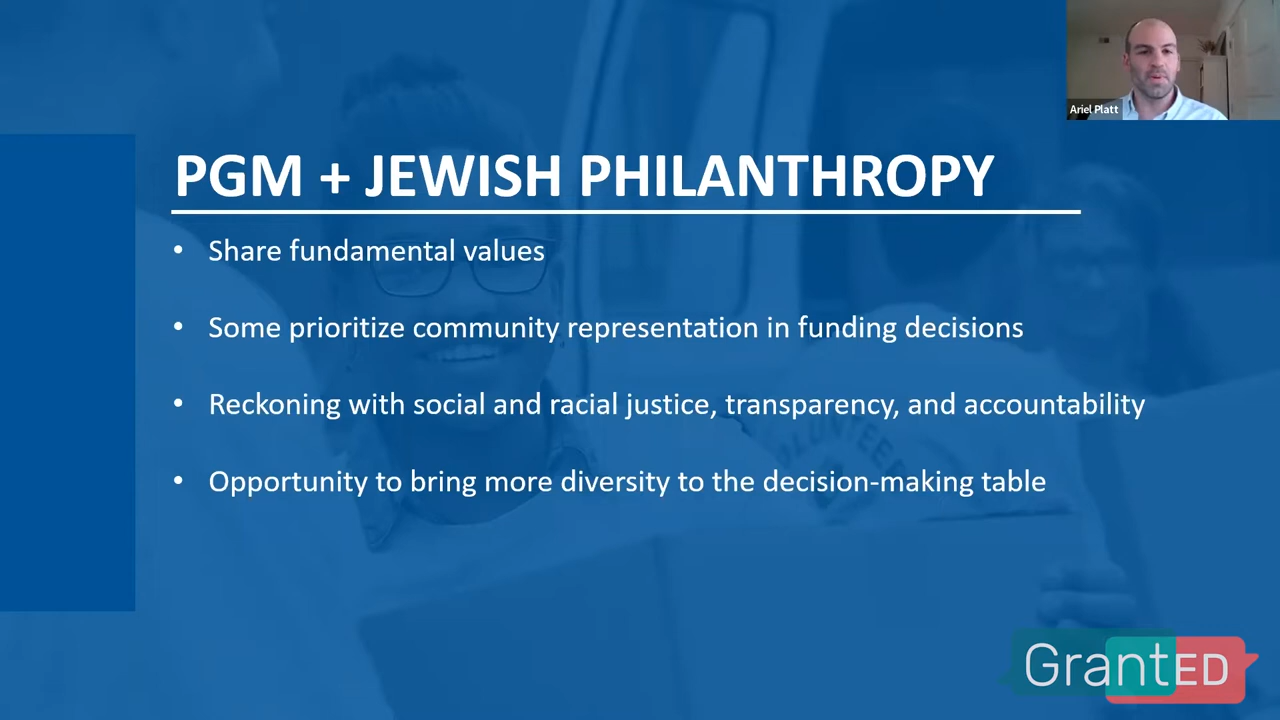 Ariel Platt
PGM + JEWISH PHILANTHROPY
• Share fundamental values
• Some prioritize community representation in funding decisions
• Reckoning with social and racial justice, transparency, and accountability
• Opportunity to bring more diversity to the decision-making table
VOLUNTEER
GrantED